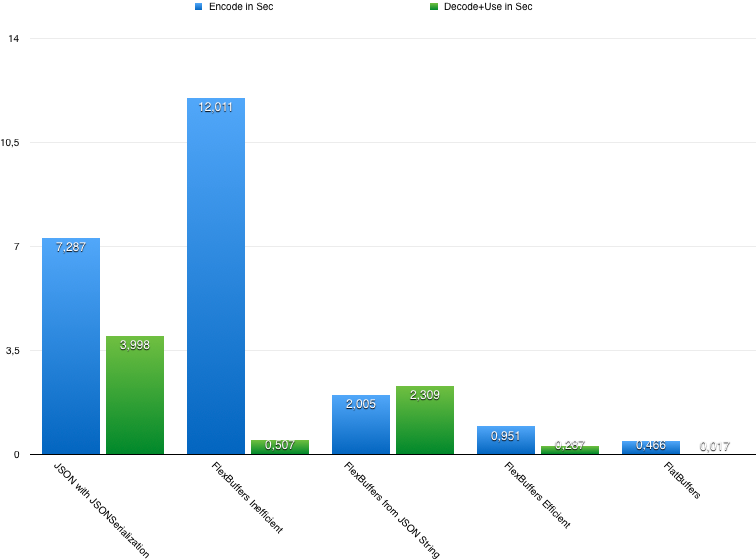 Encode in Sec
Decode+Use in Sec
14
10,5
7
3,5
0
7,287
3,998
12,011
0,507
2,005
2,309
0,951
0,287
0,466
0,017
JSON with JSONSerialization
FlexBuffers Inefficient
FlexBuffers from JSON String
FlexBuffers Efficient
FlatBuffers